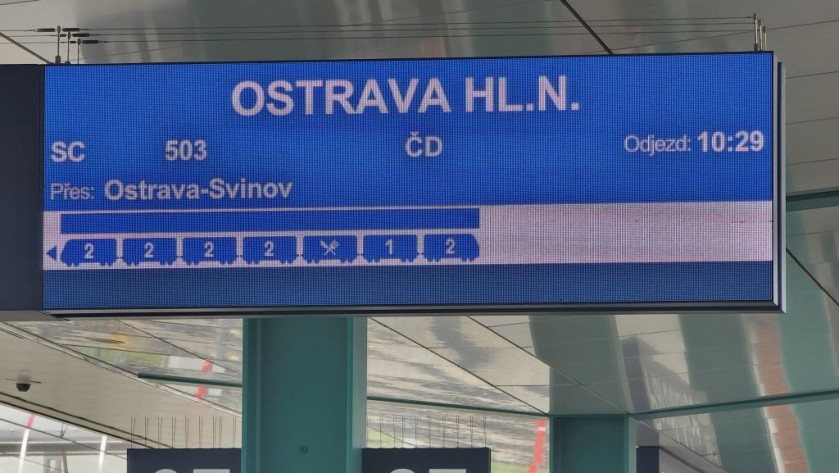 OSTRAVA HL.N.
SC 503 ČD Odjezd: 10:29
Přes: Ostrava-Svinov
2 2 2 2 1 2